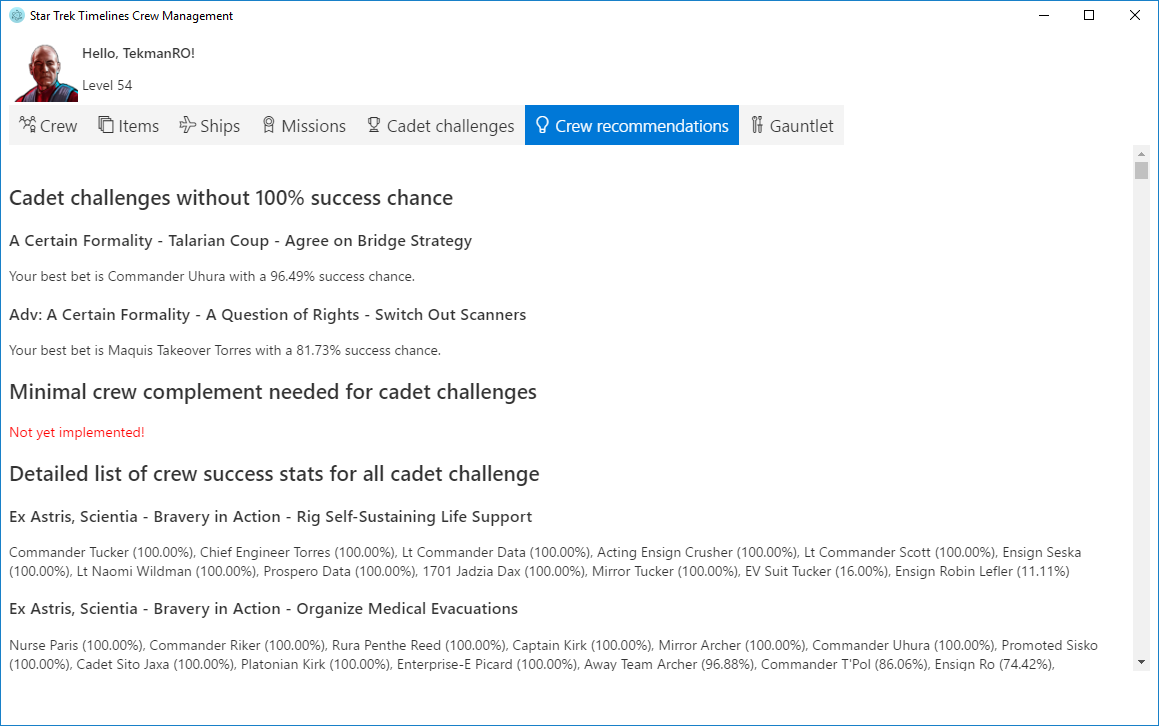 Star Trek Timelines Crew Management
Hello, TekmanRO!
Level 54
Crew Items Ships Missions Cadet challenges Crew recommendations Gauntlet
Cadet challenges without 100% success chance
A Certain Formality - Talarian Coup - Agree on Bridge Strategy
Your best bet is Commander Uhura with a 96.49% success chance.
Adv: A Certain Formality - A Question of Rights - Switch Out Scanners
Your best bet is Maquis Takeover Torres with a 81.73% success chance.
Minimal crew complement needed for cadet challenges
Not yet implemented!
Detailed list of crew success stats for all cadet challenge
Ex Astris, Scientia - Bravery in Action - Rig Self-Sustaining Life Support
Commander Tucker (100.00%), Chief Engineer Torres (100.00%), Lt Commander Data (100.00%), Acting Ensign Crusher (100.00%), Lt Commander Scott (100.00%), Ensign Seska
(100.00%), Lt Naomi Wildman (100.00%), Prospero Data (100.00%), 1701 Jadzia Dax (100.00%), Mirror Tucker (100.00%), EV Suit Tucker (16.00%), Ensign Robin Lefler (11.11%)
Ex Astris, Scientia - Bravery in Action - Organize Medical Evacuations
Nurse Paris (100.00%), Commander Riker (100.00%), Rura Penthe Reed (100.00%), Captain Kirk (100.00%), Mirror Archer (100.00%), Commander Uhura (100.00%), Promoted Sisko
(100.00%), Cadet Sito Jaxa (100.00%), Platonian Kirk (100.00%), Enterprise-E Picard (100.00%), Away Team Archer (96.88%), Commander T'Pol (86.06%), Ensign Ro (74.42%),